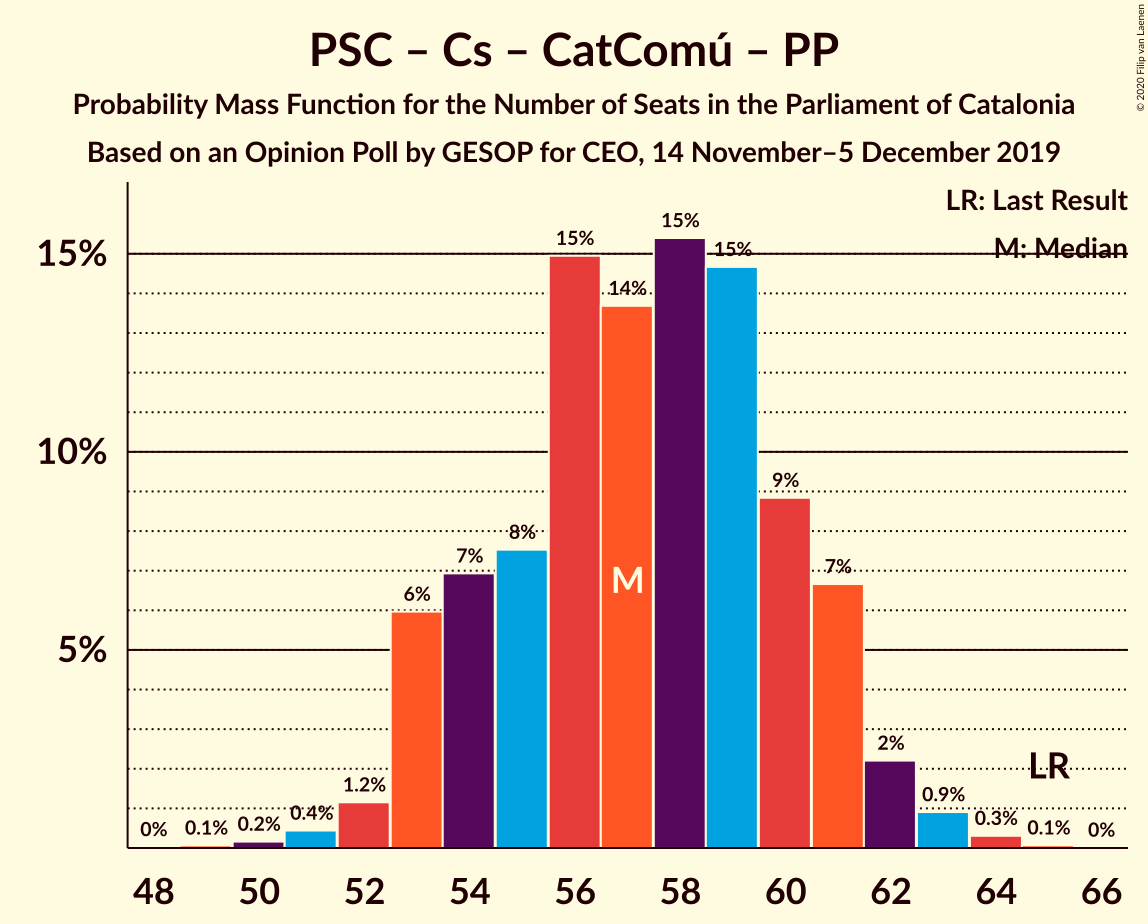 PSC – Cs – CatComú – PP
Probability Mass Function for the Number of Seats in the Parliament of Catalonia
Based on an Opinion Poll by GESOP for CEO, 14 November–5 December 2019
© 2020 Filip van Laenen
LR: Last Result
M: Median
15%
10%
5%
0%
0.1%
0.2%
0.4%
1.2%
6%
7%
8%
15%
14%
15%
15%
9%
7%
2%
0.9%
0.3%
0.1%
0%
M
LR
48 50 52 54 56 58 60 62 64 66